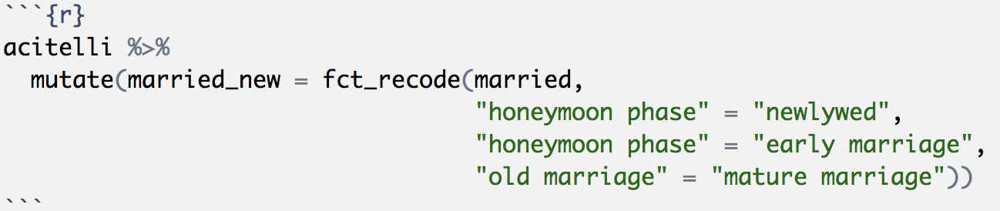 ```{r}
acitelli %>%
  mutate(married_new = fct_recode(married,
                                  "honeymoon phase" = "newlywed",
                                  "honeymoon phase" = "early marriage",
                                  "old marriage" = "mature marriage"))
```